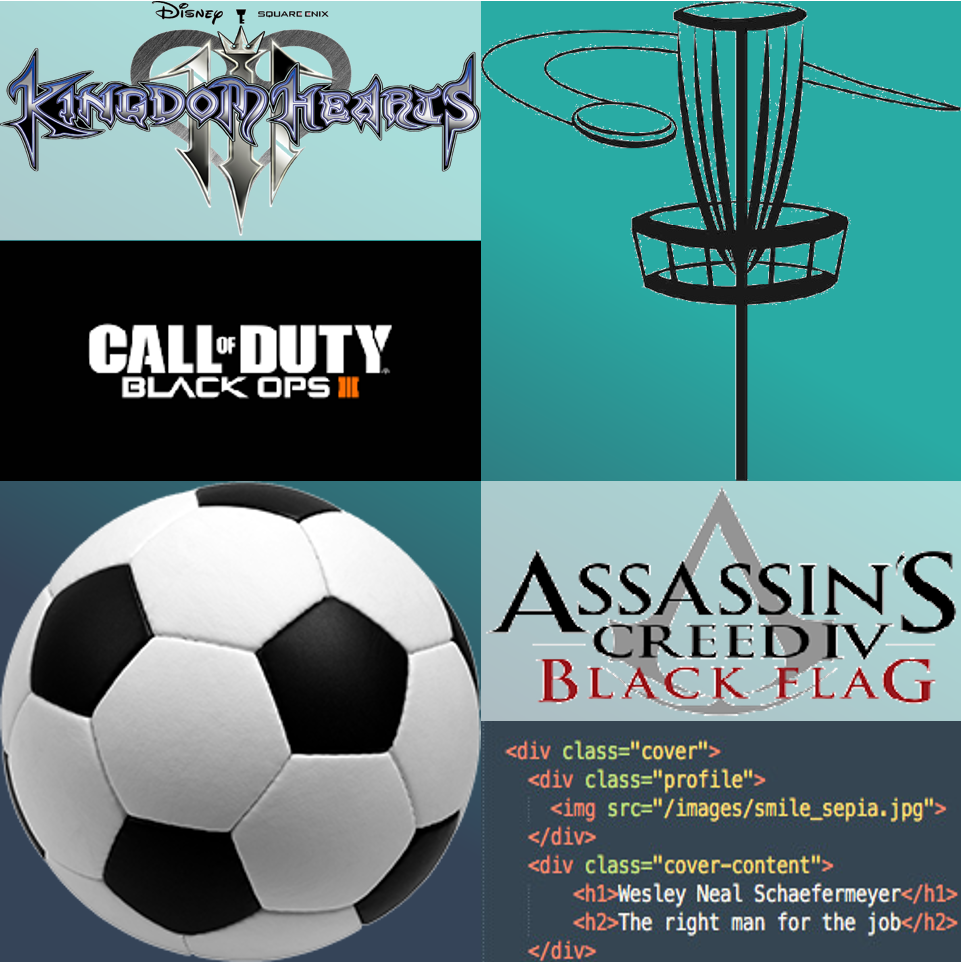 Disney SQUARE ENIX
KINGDOM HEARTS
III
CALL OF DUTY
BLACK OPS III
ASSASSIN'S
CREED IV
BLACK FLAG
<div class="cover">
<div class="profile">
<img src="/images/smile_sepia.jpg">
</div>
<div class="cover-content">
<h1>Wesley Neal Schaefermeyer</h1>
<h2>The right man for the job</h2>
</div>